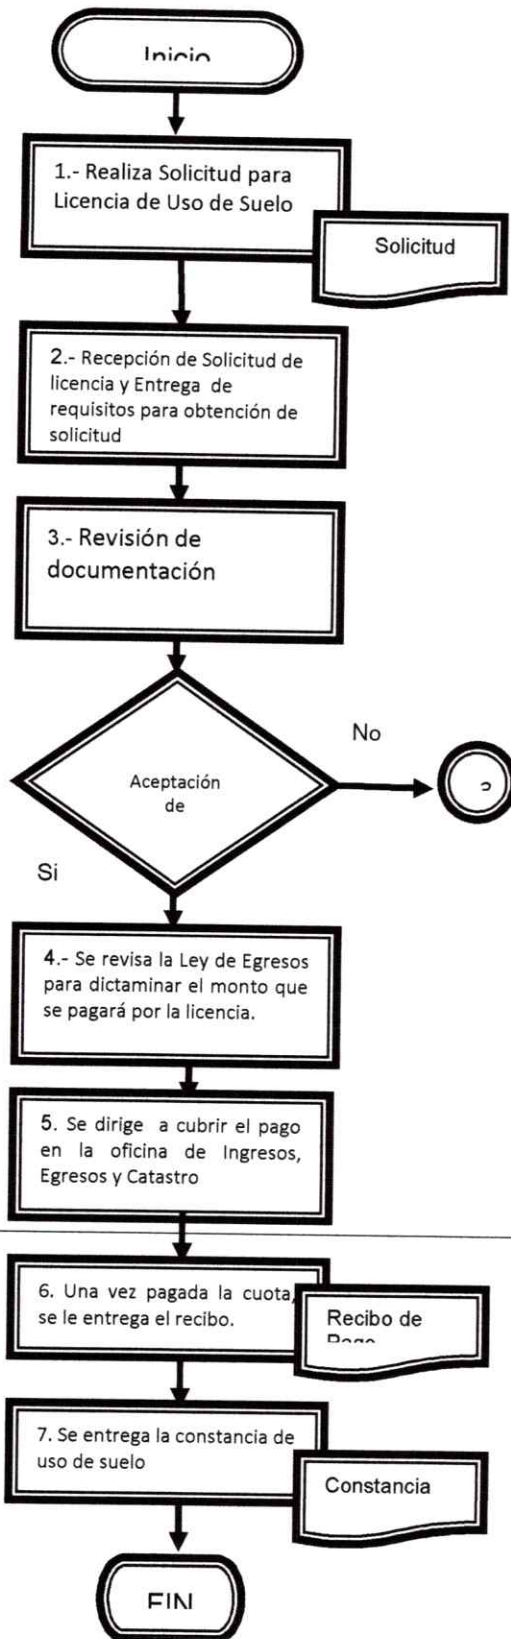 Inicio
1.- Realiza Solicitud para
Licencia de Uso de Suelo
Solicitud
2.- Recepción de Solicitud de
licencia y Entrega de
requisitos para obtención de
solicitud
3.- Revisión de
documentación
Aceptación
de
No
Si
4.- Se revisa la Ley de Egresos
para dictaminar el monto que
se pagará por la licencia.
5. Se dirige a cubrir el pago
en la oficina de Ingresos,
Egresos y Catastro
6. Una vez pagada la cuota,
se le entrega el recibo.
Recibo de
Pago
7. Se entrega la constancia de
uso de suelo
Constancia
FIN